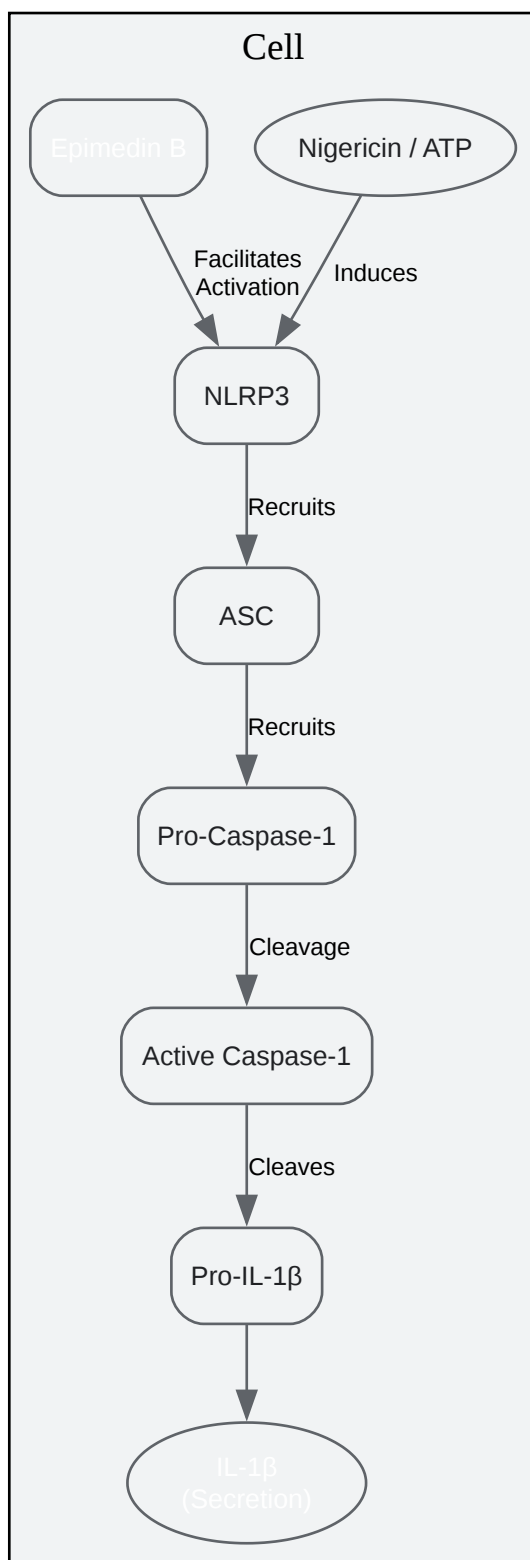 Cell
Epimedin B
Nigericin / ATP
Facilitates
Activation
Induces
NLRP3
Recruits
ASC
Recruits
Pro-Caspase-1
Cleavage
Active Caspase-1
Cleaves
Pro-IL-1β
IL-1β
(Secretion)